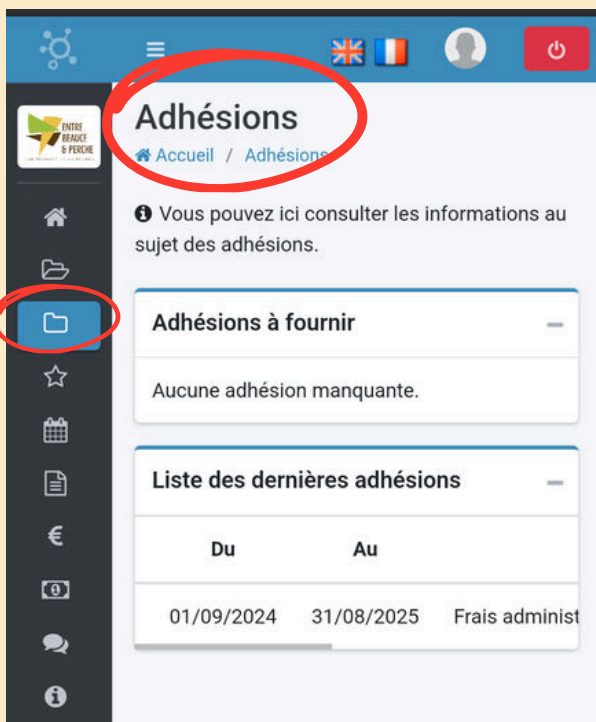 ENTRE
BEAUCE
& PERCHE
Adhésions
Accueil / Adhésions
Vous pouvez ici consulter les informations au
sujet des adhésions.
Adhésions à fournir
Aucune adhésion manquante.
Liste des dernières adhésions
Du Au
01/09/2024 31/08/2025 Frais administ